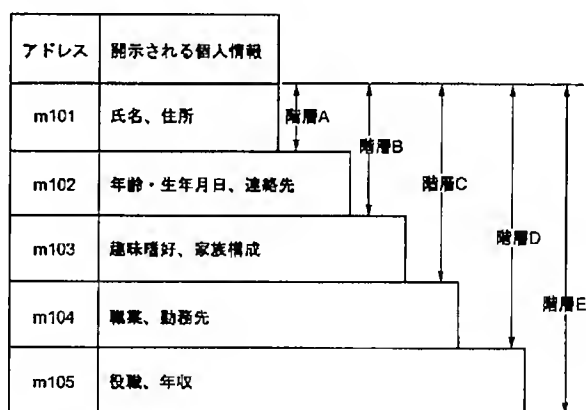 アドレス 開示される個人情報
m101 氏名、住所
階層A
階層B
m102 年齢・生年月日、連絡先
階層C
m103 趣味嗜好、家族構成
階層D
m104 職業、勤務先
階層E
m105 役職、年収